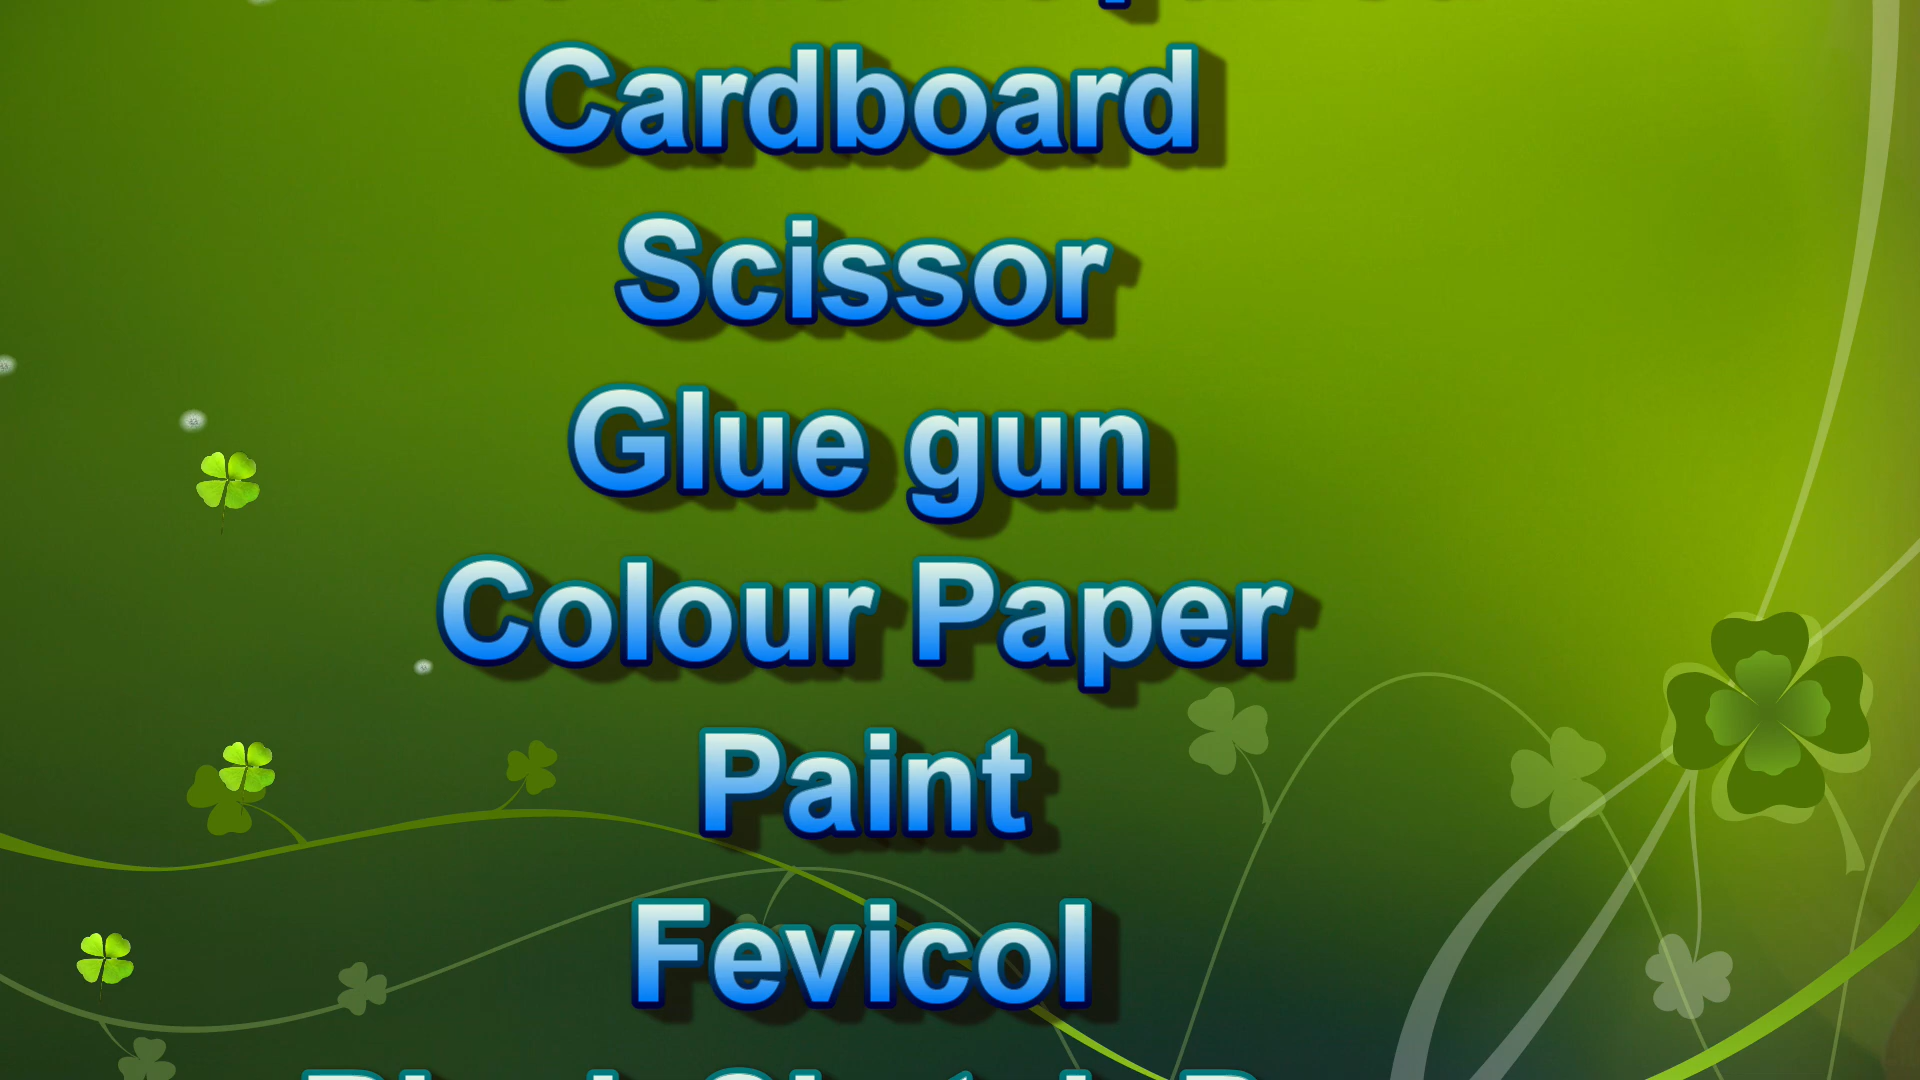 Cardboard
Scissor
Glue gun
Colour Paper
Paint
Fevicol